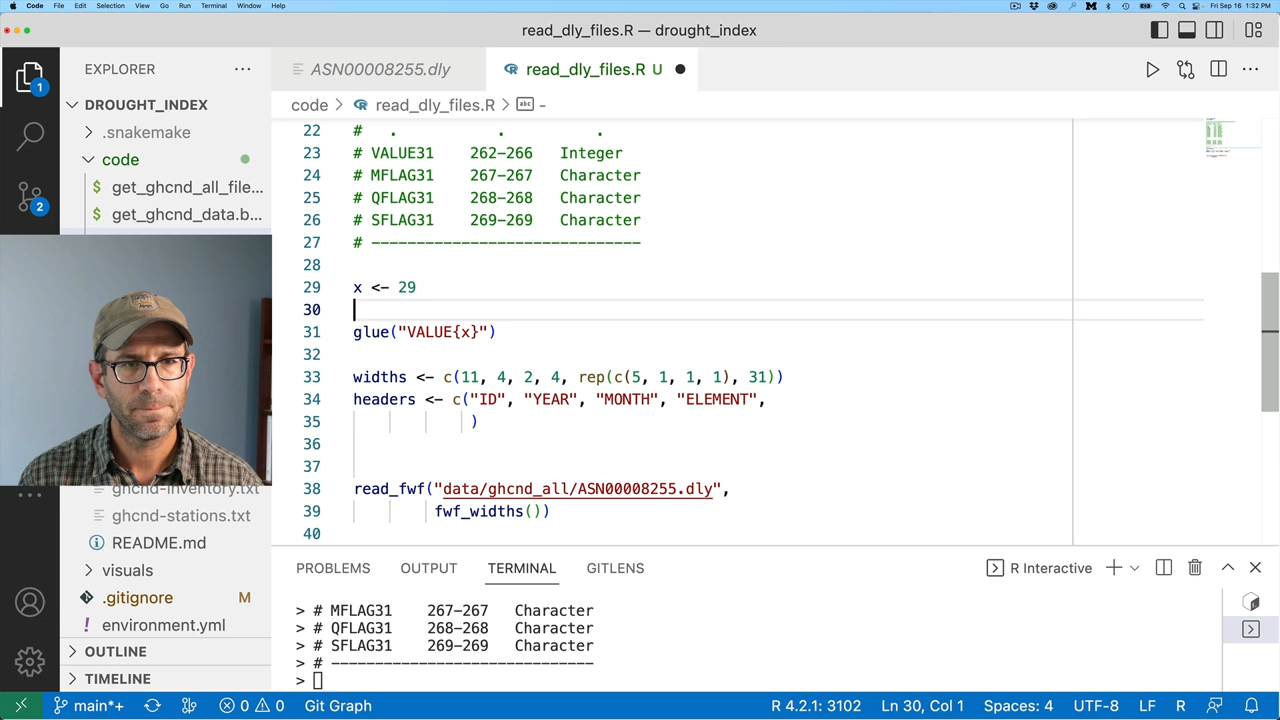 Code File Edit Selection View Go Run Terminal Window Help
Fri Sep 16 1:32 PM
read_dly_files.R — drought_index
EXPLORER
ASN00008255.dly
read_dly_files.R U
DROUGHT_INDEX
.snakemake
code
get_ghcnd_all_file...
get_ghcnd_data.b...
ghcnd-inventory.txt
ghcnd-stations.txt
README.md
visuals
.gitignore M
environment.yml
OUTLINE
TIMELINE
1
2
code > read_dly_files.R > abc -
22 # . . .
23 # VALUE31 262-266 Integer
24 # MFLAG31 267-267 Character
25 # QFLAG31 268-268 Character
26 # SFLAG31 269-269 Character
27 # ------------------------------
28
29 x <- 29
30
31 glue("VALUE{x}")
32
33 widths <- c(11, 4, 2, 4, rep(c(5, 1, 1, 1), 31))
34 headers <- c("ID", "YEAR", "MONTH", "ELEMENT",
35 )
36
37
38 read_fwf("data/ghcnd_all/ASN00008255.dly",
39 fwf_widths())
40
PROBLEMS OUTPUT TERMINAL GITLENS
R Interactive
> # MFLAG31 267-267 Character
> # QFLAG31 268-268 Character
> # SFLAG31 269-269 Character
> # ------------------------------
>
main*+ 0 0 Git Graph
R 4.2.1: 3102 Ln 30, Col 1 Spaces: 4 UTF-8 LF R